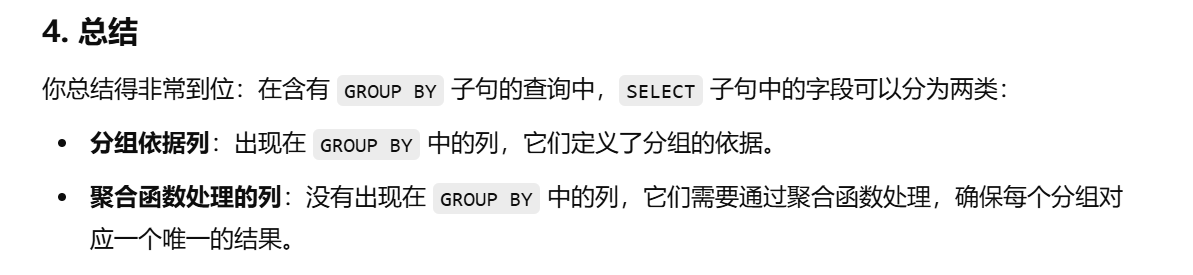 4. 总结
你总结得非常到位：在含有 GROUP BY 子句的查询中，SELECT 子句中的字段可以分为两类：
• 分组依据列：出现在 GROUP BY 中的列，它们定义了分组的依据。
• 聚合函数处理的列：没有出现在 GROUP BY 中的列，它们需要通过聚合函数处理，确保每个分组对
应一个唯一的结果。